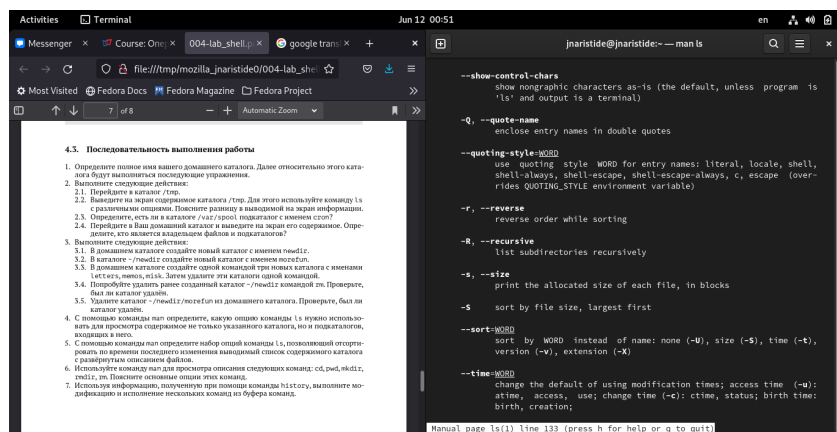 Activities
Terminal
Jun 12 00:51
en
Messenger
Course: One
004-lab_shell.p
google transl
jnaristide@jnaristide:~ — man ls
file:///tmp/mozilla_jnaristide0/004-lab_shel
Most Visited
Fedora Docs
Fedora Magazine
Fedora Project
7 of 8
Automatic Zoom
4.3. Последовательность выполнения работы
1. Определите полное имя вашего домашнего каталога. Далее относительно этого ката-
лога будут выполняться последующие упражнения.
2. Выполните следующие действия:
2.1. Перейдите в каталог /tmp.
2.2. Выведите на экран содержимое каталога /tmp. Для этого используйте команду ls
с различными опциями. Поясните разницу в выводимой на экран информации.
2.3. Определите, есть ли в каталоге /var/spool подкаталог с именем cron?
2.4. Перейдите в Ваш домашний каталог и выведите на экран его содержимое. Опре-
делите, кто является владельцем файлов и подкаталогов?
3. Выполните следующие действия:
3.1. В домашнем каталоге создайте новый каталог с именем newdir.
3.2. В каталоге ~/newdir создайте новый каталог с именем morefun.
3.3. В домашнем каталоге создайте одной командой три новых каталога с именами
letters, memos, misk. Затем удалите эти каталоги одной командой.
3.4. Попробуйте удалить ранее созданный каталог ~/newdir командой rm. Проверьте,
был ли каталог удалён.
3.5. Удалите каталог ~/newdir/morefun из домашнего каталога. Проверьте, был ли
каталог удалён.
4. С помощью команды man определите, какую опцию команды ls нужно использо-
вать для просмотра содержимое не только указанного каталога, но и подкаталогов,
входящих в него.
5. С помощью команды man определите набор опций команды ls, позволяющий отсорти-
ровать по времени последнего изменения выводимый список содержимого каталога
с развёрнутым описанием файлов.
6. Используйте команду man для просмотра описания следующих команд: cd, pwd, mkdir,
rmdir, rm. Поясните основные опции этих команд.
7. Используя информацию, полученную при помощи команды history, выполните мо-
дификацию и исполнение нескольких команд из буфера команд.
--show-control-chars
show nongraphic characters as-is (the default, unless program is
'ls' and output is a terminal)
-Q, --quote-name
enclose entry names in double quotes
--quoting-style=WORD
use quoting style WORD for entry names: literal, locale, shell,
shell-always, shell-escape, shell-escape-always, c, escape (over-
rides QUOTING_STYLE environment variable)
-r, --reverse
reverse order while sorting
-R, --recursive
list subdirectories recursively
-s, --size
print the allocated size of each file, in blocks
-S sort by file size, largest first
--sort=WORD
sort by WORD instead of name: none (-U), size (-S), time (-t),
version (-v), extension (-X)
--time=WORD
change the default of using modification times; access time (-u):
atime, access, use; change time (-c): ctime, status; birth time:
birth, creation;
Manual page ls(1) line 133 (press h for help or q to quit)